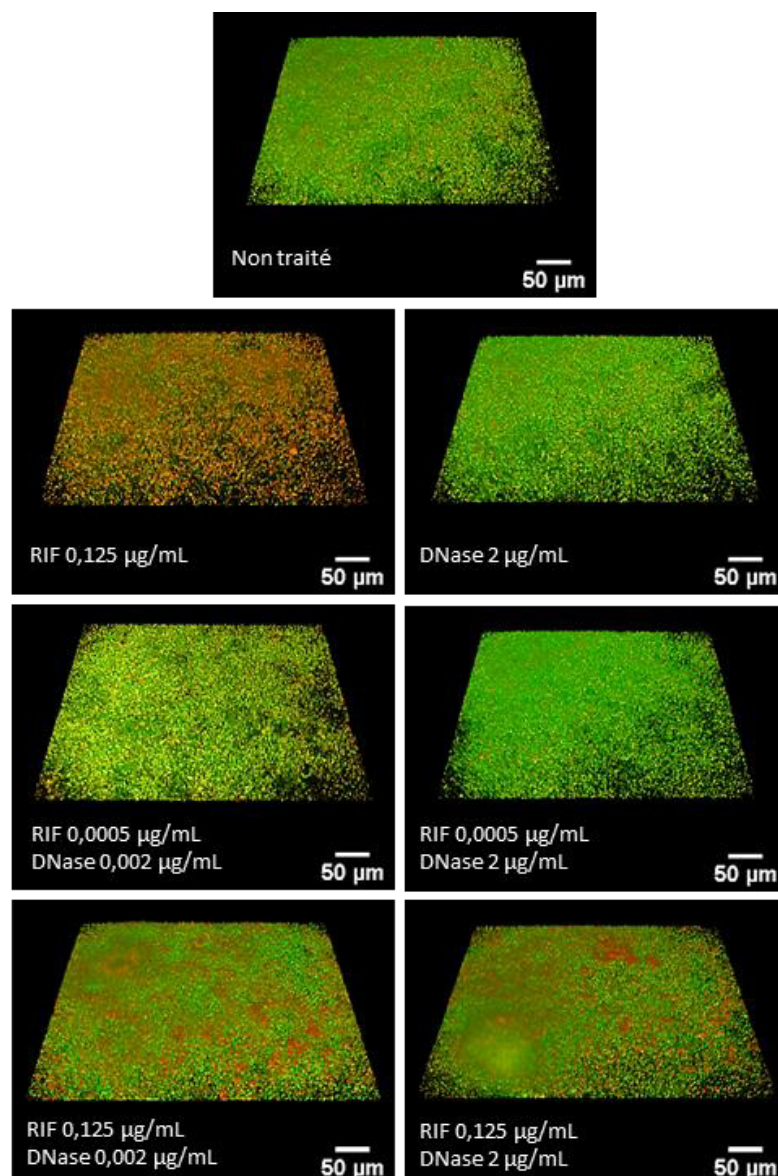 Non traité
50 µm
RIF 0,125 µg/mL
50 µm
DNase 2 µg/mL
50 µm
RIF 0,0005 µg/mL
DNase 0,002 µg/mL
50 µm
RIF 0,0005 µg/mL
DNase 2 µg/mL
50 µm
RIF 0,125 µg/mL
DNase 0,002 µg/mL
50 µm
RIF 0,125 µg/mL
DNase 2 µg/mL
50 µm